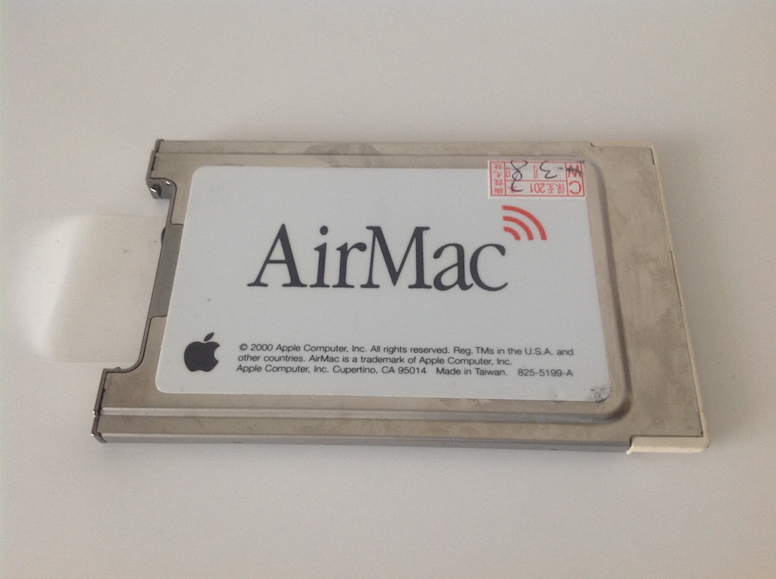 AirMac
© 2000 Apple Computer, Inc. All rights reserved. Reg. TMs in the U.S.A. and
other countries. AirMac is a trademark of Apple Computer, Inc.
Apple Computer, Inc. Cupertino, CA 95014 Made in Taiwan. 825-5199-A